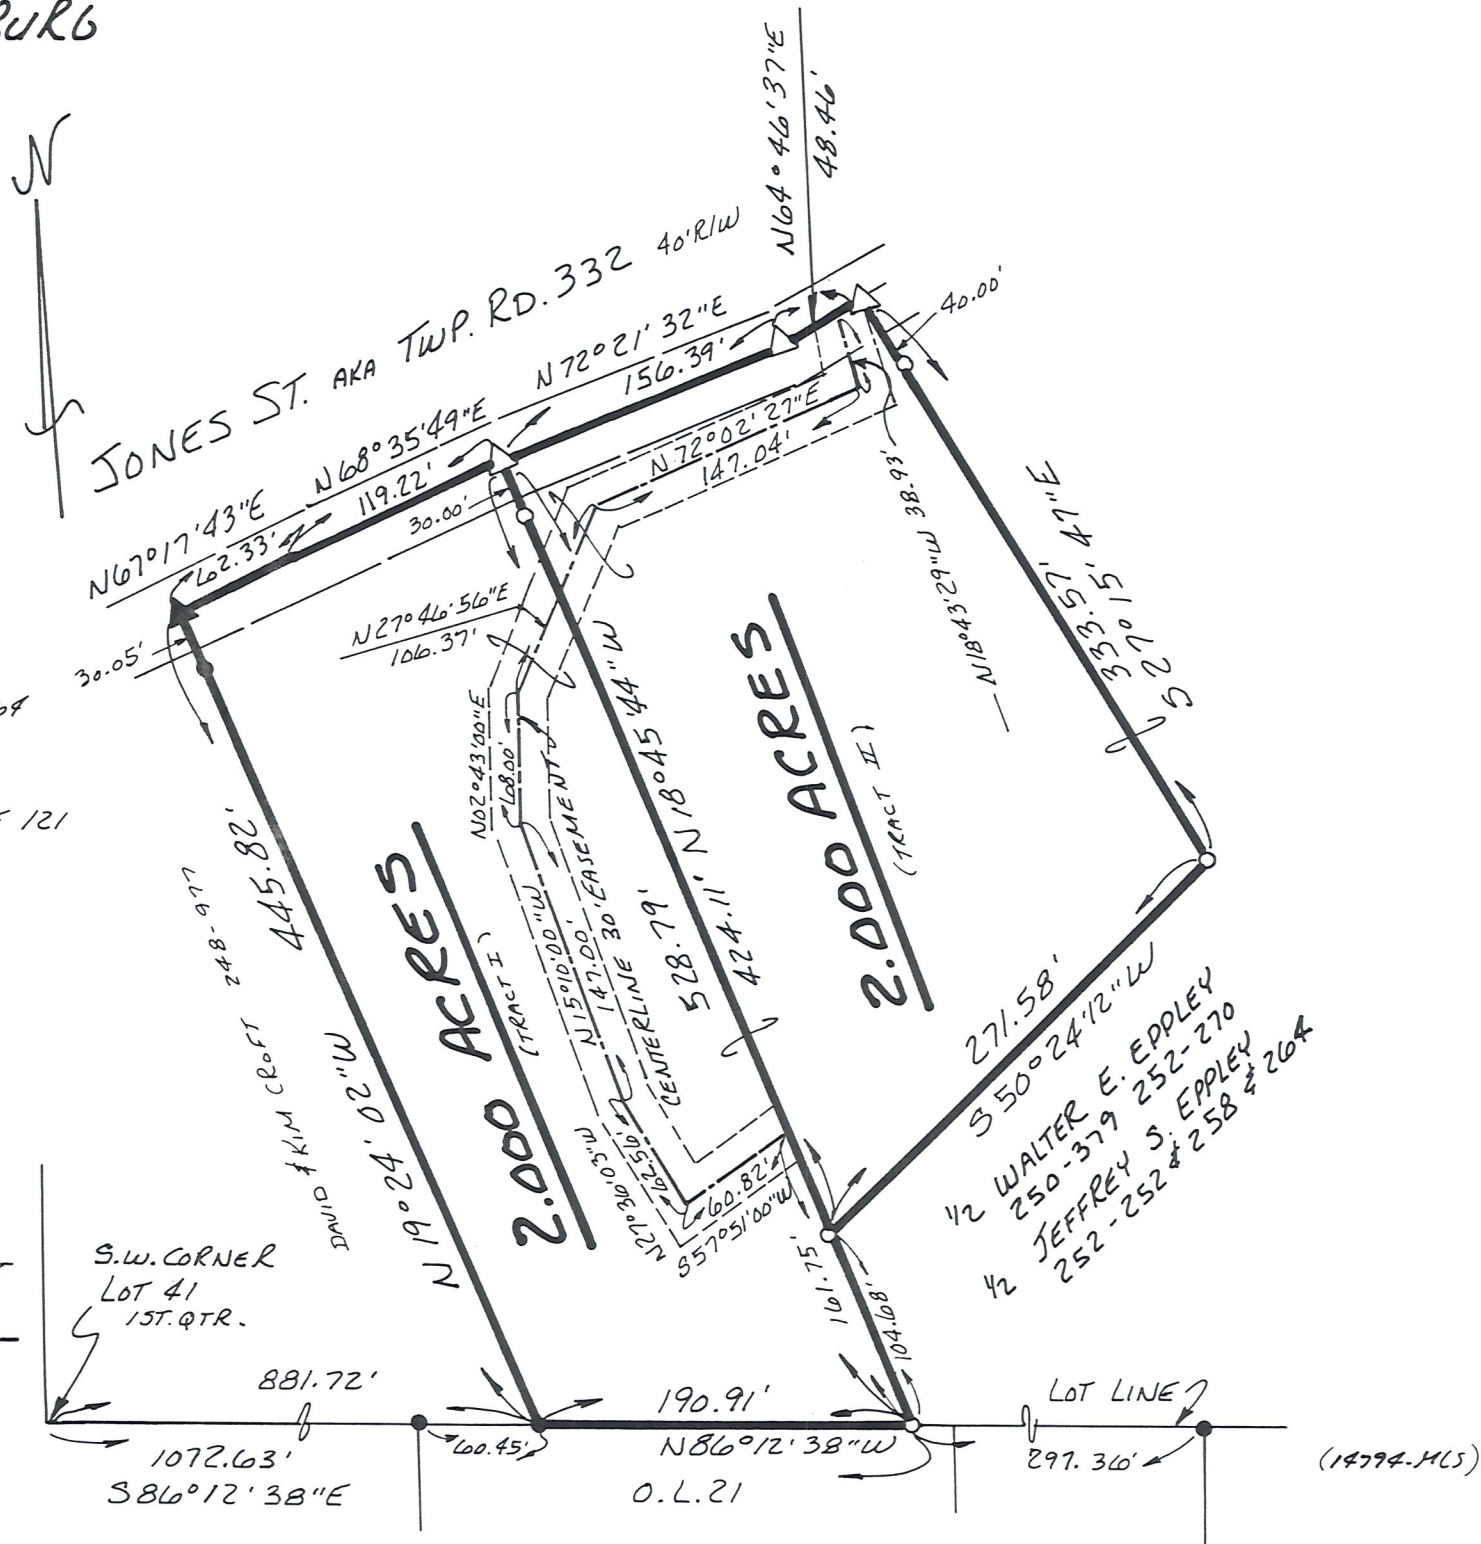 BURG
N
N64°46'37"E
48.46'
JONES ST. AKA TWP. RD. 332 40'R/W
N72°21'32"E
156.39'
40.00'
N68°35'49"E
119.22'
N67°17'43"E
62.33'
30.00'
30.05'
N72°02'27"E
147.04'
N18°43'29"W 38.93'
333.57'
S27°15'47"E
N27°46'56"E
106.37'
N02°43'00"E
68.00'
N15°10'00"W
147.00'
CENTERLINE 30' EASEMENT
528.79'
424.11' N18°45'44"W
2.000 ACRES
(TRACT II)
2.000 ACRES
(TRACT I)
121
DAVID & KIM CROFT 248-977
445.82'
N19°24'02"W
N27°36'03"W
62.56'
60.82'
S57°51'00"W
271.58'
S50°24'12"W
1/2 WALTER E. EPPLEY
250-379 252-270
1/2 JEFFREY S. EPPLEY
252-252 & 258 & 264
161.75'
104.68'
S.W. CORNER
LOT 41
1ST. QTR.
881.72'
190.91'
LOT LINE
1072.63'
60.45'
N86°12'38"W
297.36'
(14794-MLS)
S86°12'38"E
O.L.21